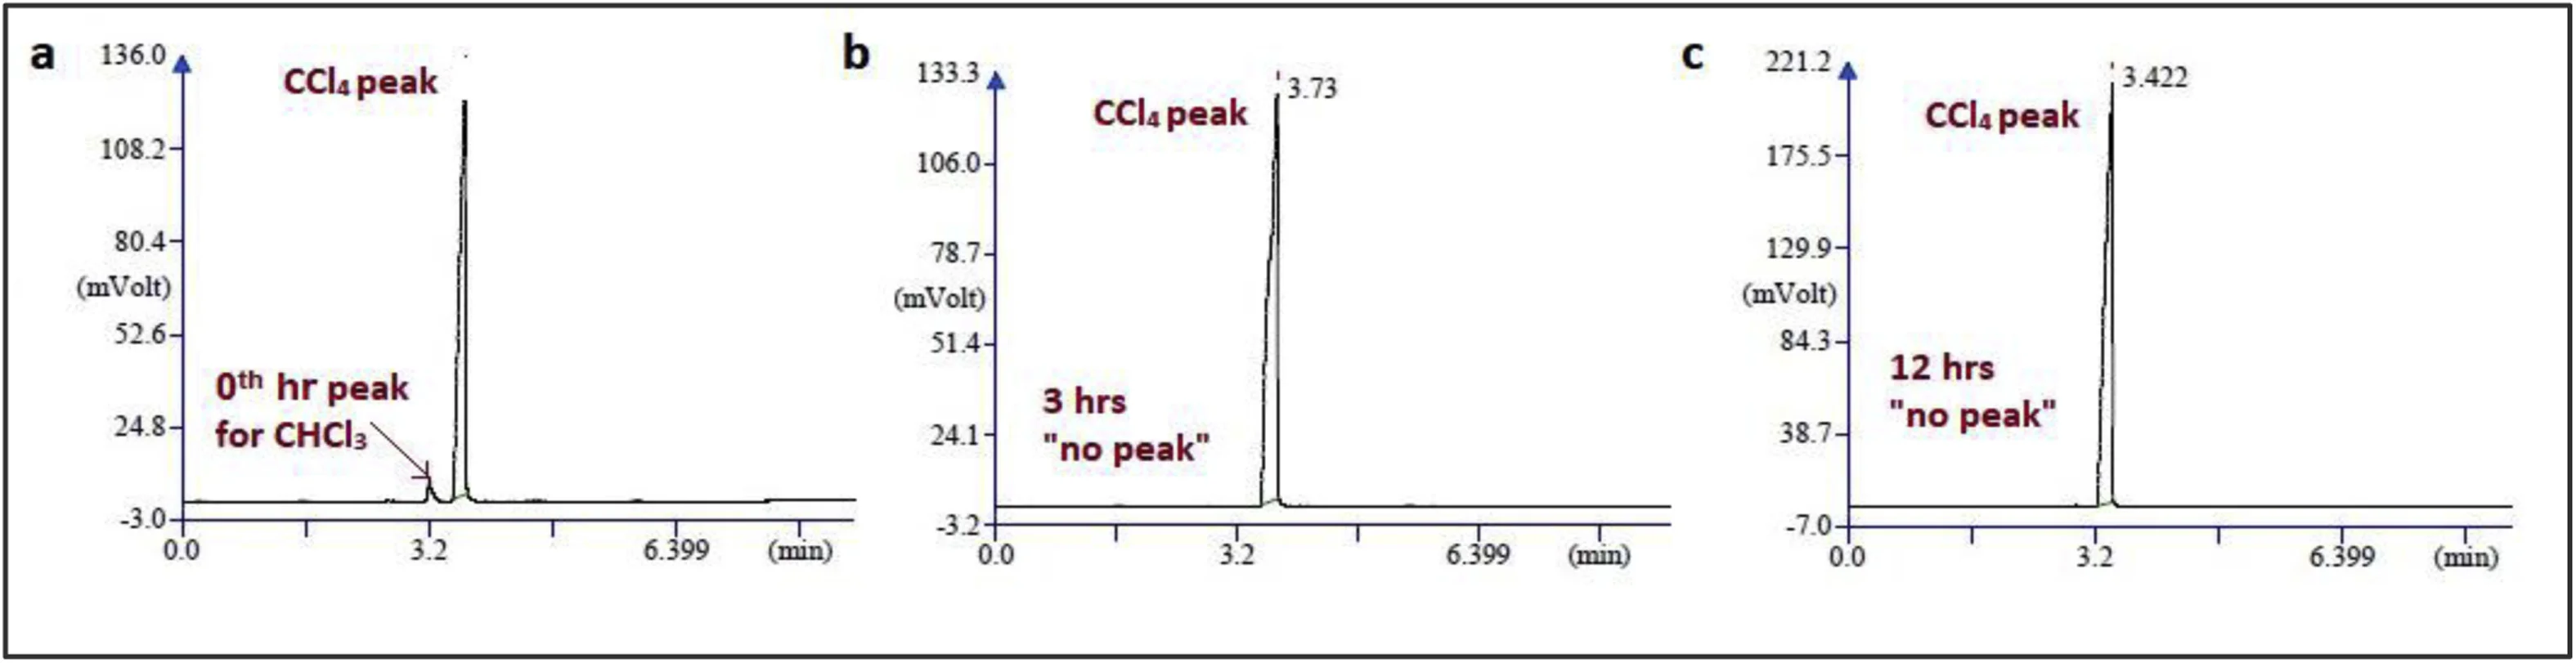 a
136.0
CCl₄ peak
108.2
80.4
(mVolt)
52.6
0ᵗʰ hr peak
for CHCl₃
24.8
-3.0
0.0
3.2
6.399
(min)
b
133.3
3.73
CCl₄ peak
106.0
78.7
(mVolt)
51.4
3 hrs
"no peak"
24.1
-3.2
0.0
3.2
6.399
(min)
c
221.2
3.422
CCl₄ peak
175.5
129.9
(mVolt)
84.3
12 hrs
"no peak"
38.7
-7.0
0.0
3.2
6.399
(min)